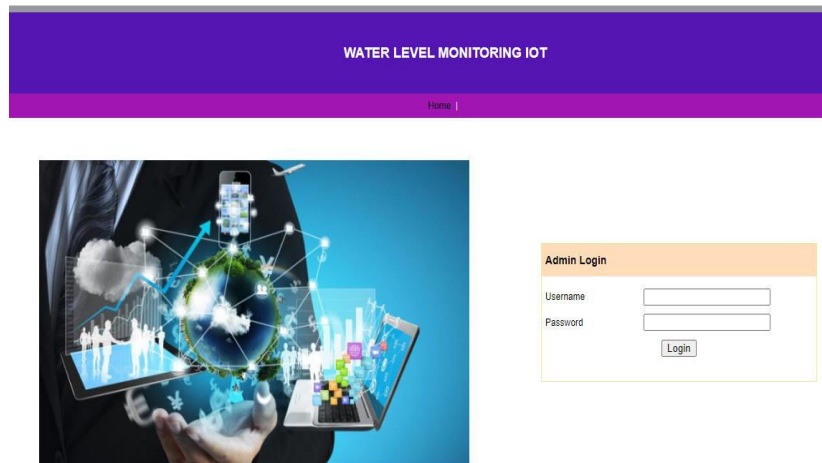 WATER LEVEL MONITORING IOT
Home |
Admin Login
Username
Password
Login